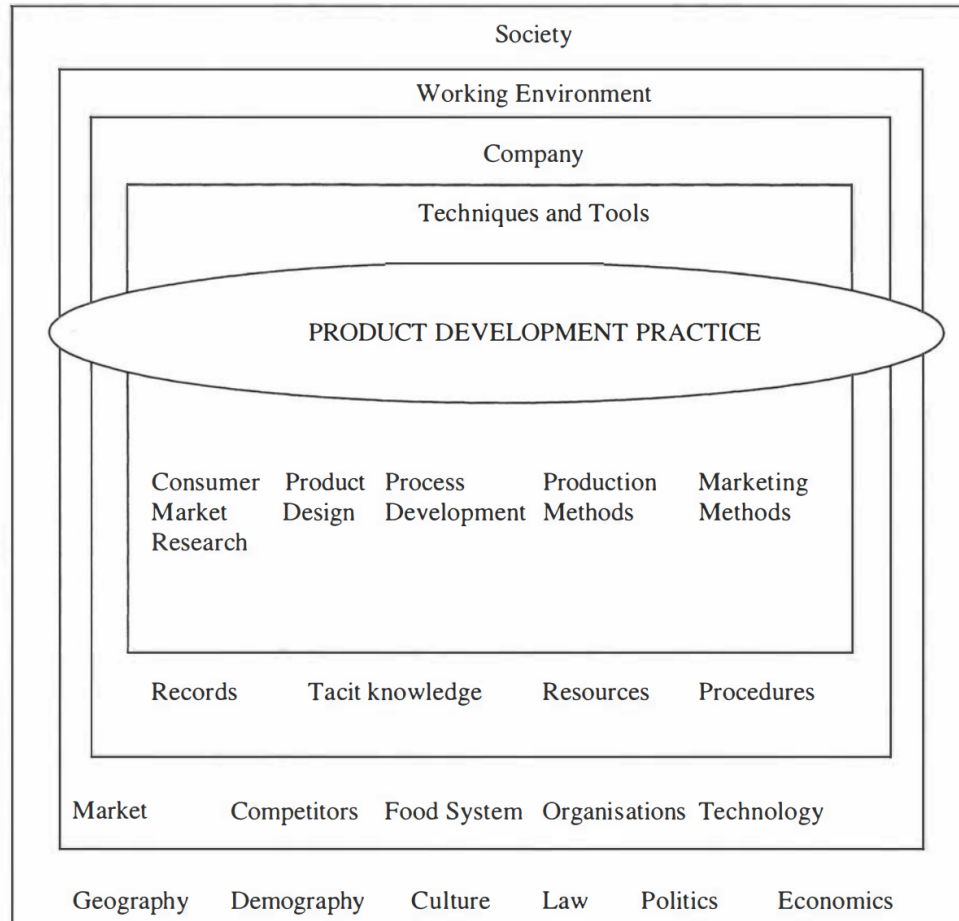 Society
Working Environment
Company
Techniques and Tools
PRODUCT DEVELOPMENT PRACTICE
Consumer Product Process Production Marketing
Market Design Development Methods Methods
Research
Records Tacit knowledge Resources Procedures
Market Competitors Food System Organisations Technology
Geography Demography Culture Law Politics Economics